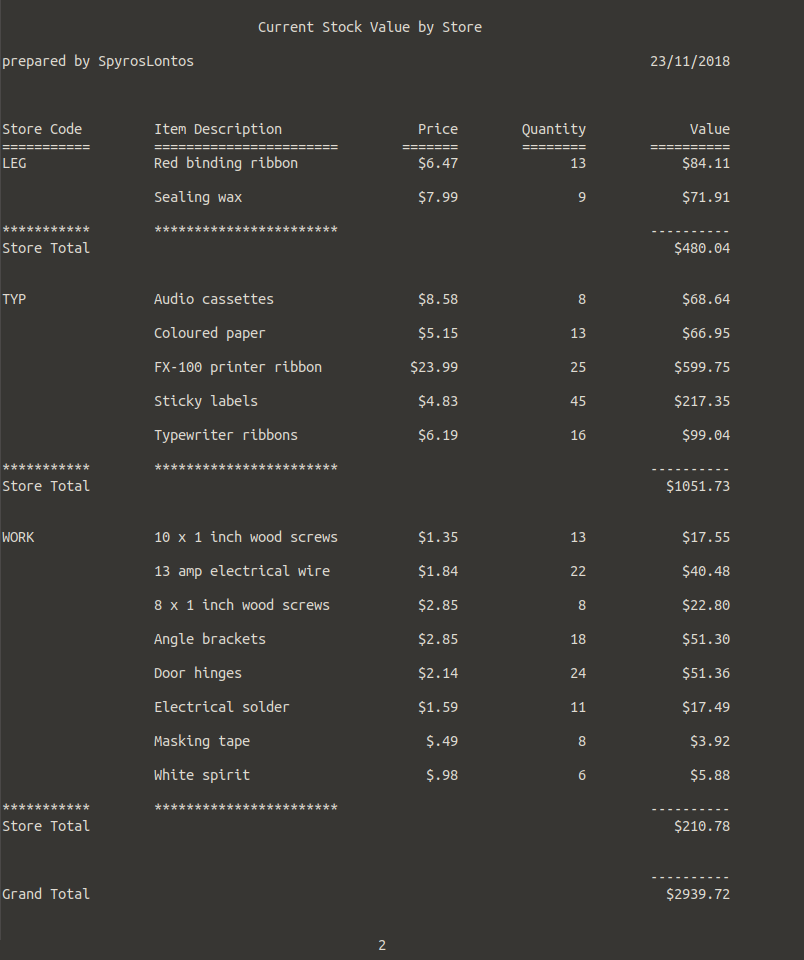 Current Stock Value by Store
prepared by SpyrosLontos 23/11/2018
Store Code Item Description Price Quantity Value
=========== ======================= ======= ======== ==========
LEG Red binding ribbon $6.47 13 $84.11
Sealing wax $7.99 9 $71.91
*********** *********************** ----------
Store Total $480.04
TYP Audio cassettes $8.58 8 $68.64
Coloured paper $5.15 13 $66.95
FX-100 printer ribbon $23.99 25 $599.75
Sticky labels $4.83 45 $217.35
Typewriter ribbons $6.19 16 $99.04
*********** *********************** ----------
Store Total $1051.73
WORK 10 x 1 inch wood screws $1.35 13 $17.55
13 amp electrical wire $1.84 22 $40.48
8 x 1 inch wood screws $2.85 8 $22.80
Angle brackets $2.85 18 $51.30
Door hinges $2.14 24 $51.36
Electrical solder $1.59 11 $17.49
Masking tape $.49 8 $3.92
White spirit $.98 6 $5.88
*********** *********************** ----------
Store Total $210.78
----------
Grand Total $2939.72
2